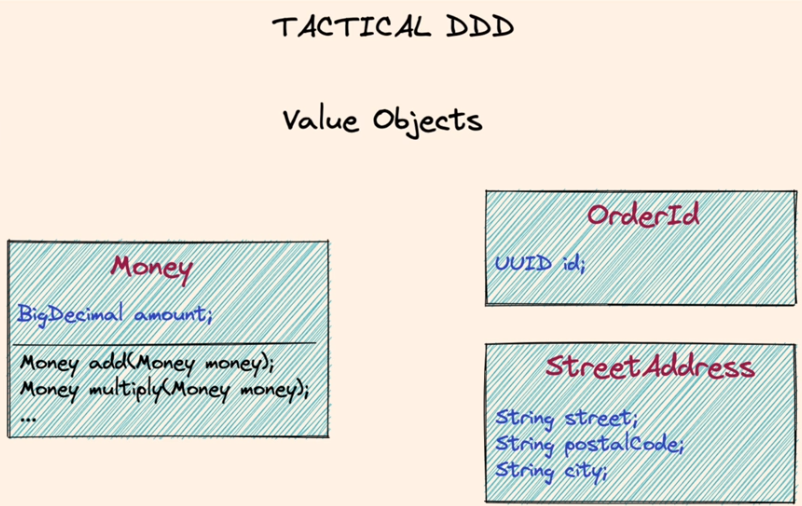 TACTICAL DDD
Value Objects
Money
BigDecimal amount;
Money add(Money money);
Money multiply(Money money);
...
OrderId
UUID id;
StreetAddress
String street;
String postalCode;
String city;